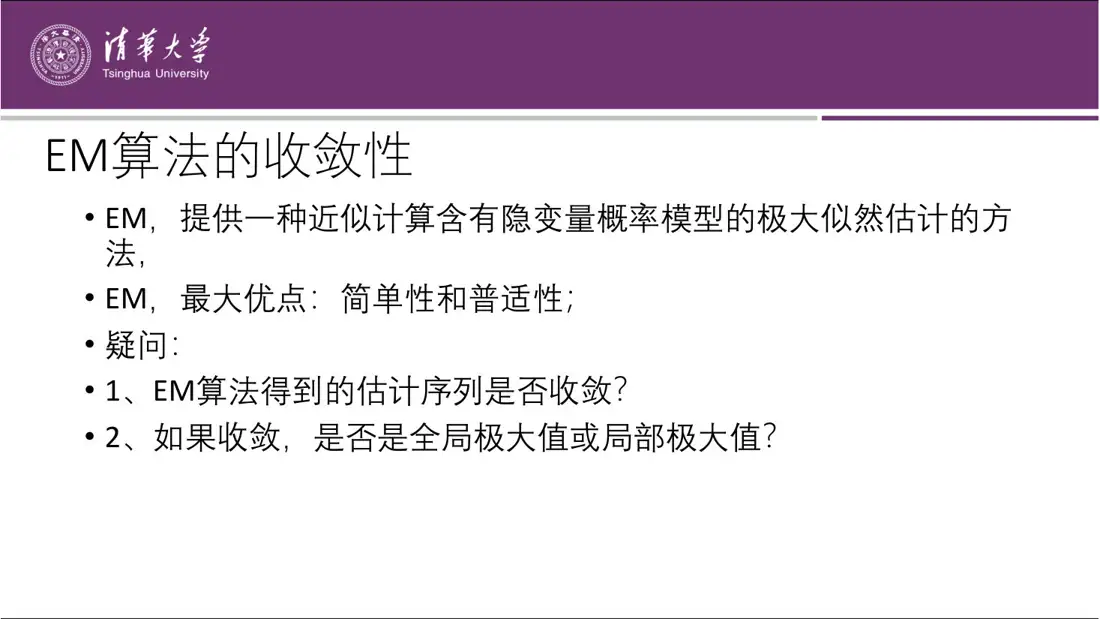 清华大学
Tsinghua University
EM算法的收敛性
• EM，提供一种近似计算含有隐变量概率模型的极大似然估计的方
法，
• EM，最大优点：简单性和普适性；
• 疑问：
• 1、EM算法得到的估计序列是否收敛？
• 2、如果收敛，是否是全局极大值或局部极大值？